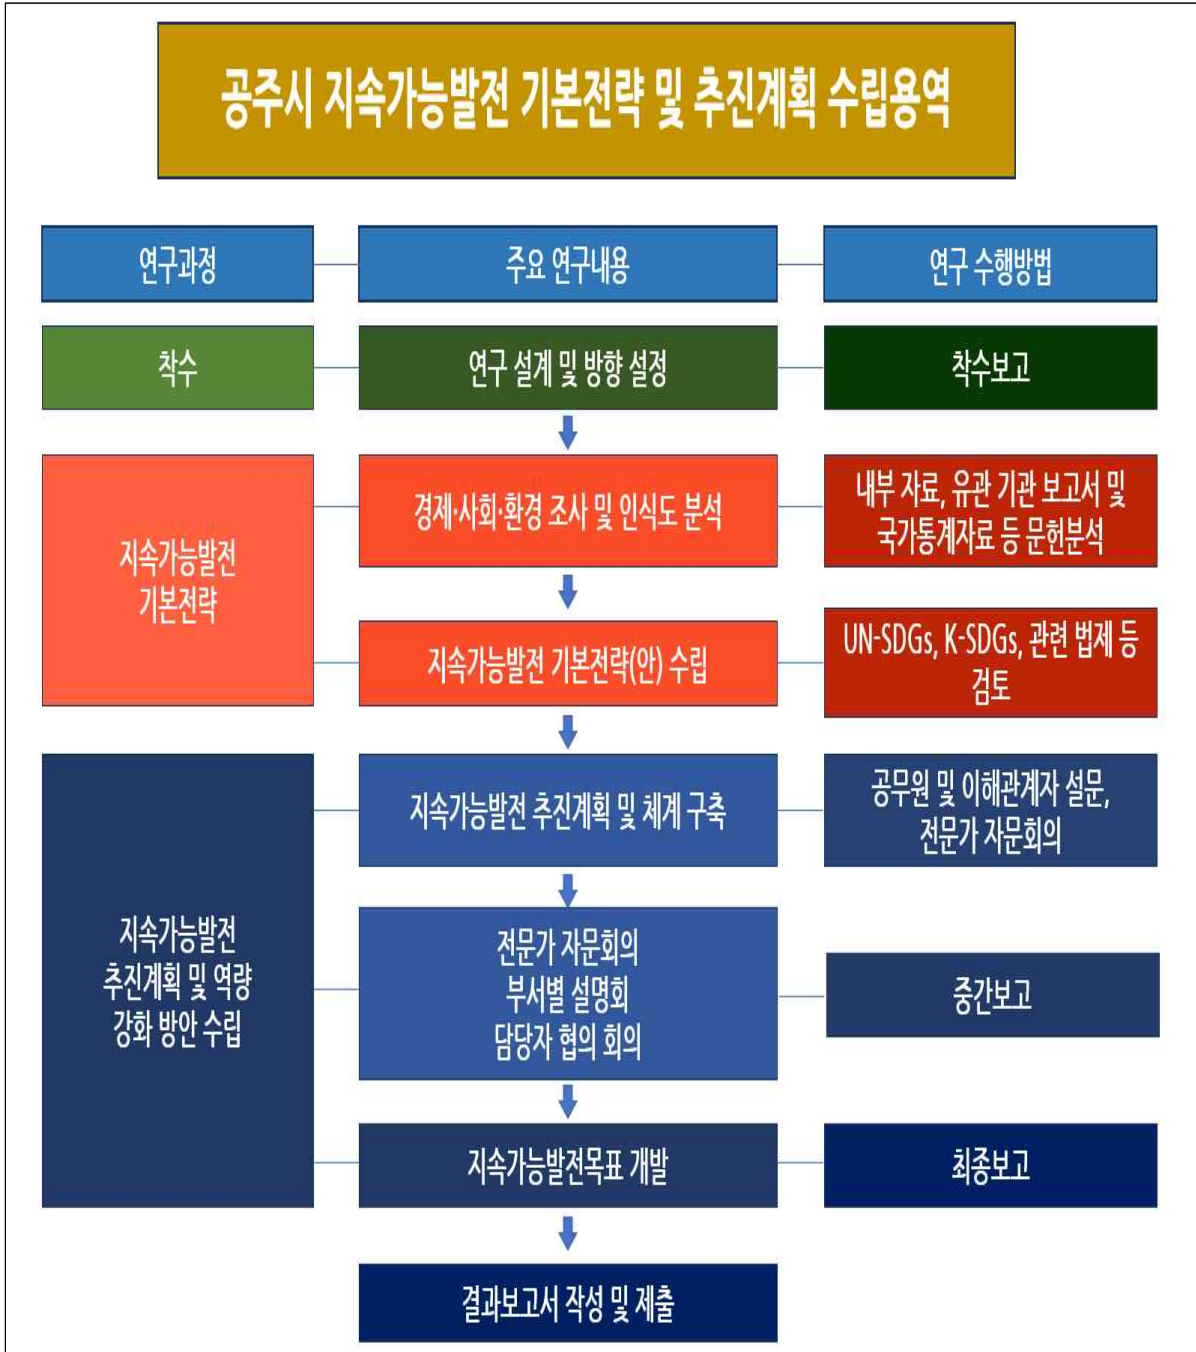 공주시 지속가능발전 기본전략 및 추진계획 수립용역
연구과정
주요 연구내용
연구 수행방법
착수
연구 설계 및 방향 설정
착수보고
지속가능발전
기본전략
경제·사회·환경 조사 및 인식도 분석
내부 자료, 유관 기관 보고서 및
국가통계자료 등 문헌분석
지속가능발전 기본전략(안) 수립
UN-SDGs, K-SDGs, 관련 법제 등
검토
지속가능발전
추진계획 및 역량
강화 방안 수립
지속가능발전 추진계획 및 체계 구축
공무원 및 이해관계자 설문,
전문가 자문회의
전문가 자문회의
부서별 설명회
담당자 협의 회의
중간보고
지속가능발전목표 개발
최종보고
결과보고서 작성 및 제출